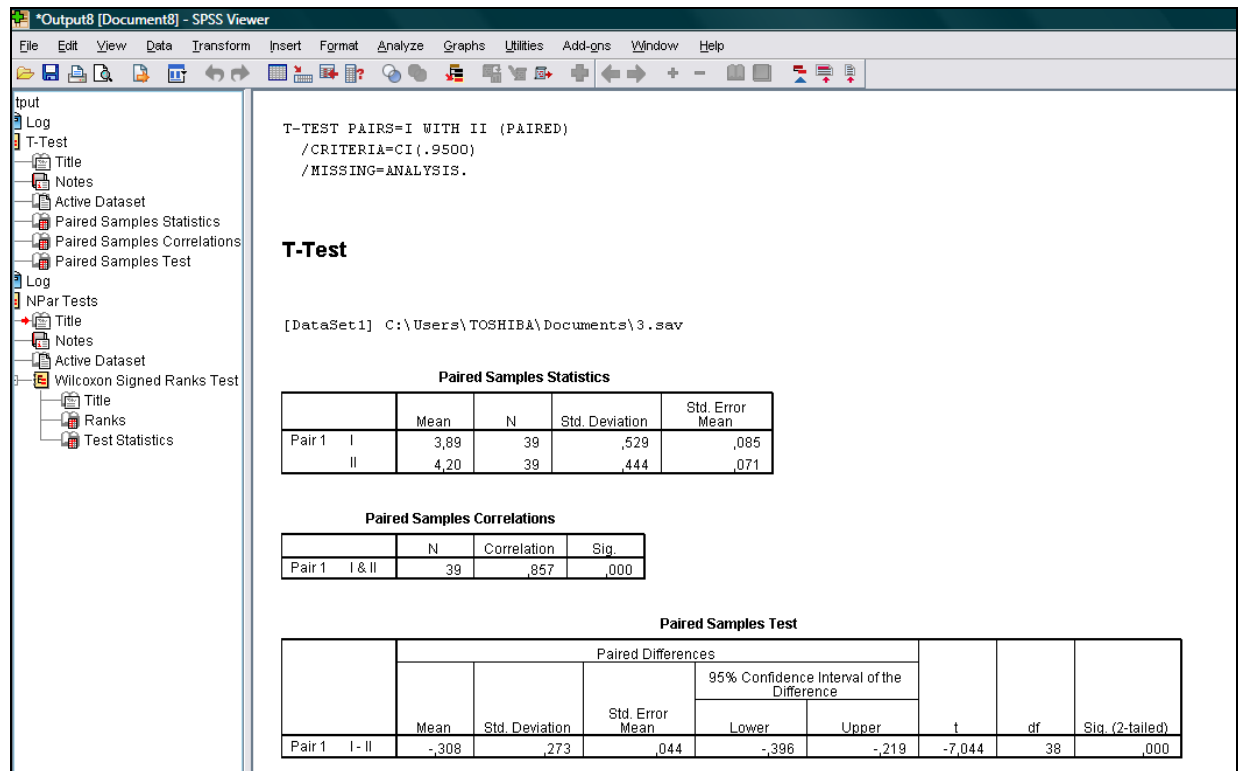 *Output8 [Document8] - SPSS Viewer
File Edit View Data Transform Insert Format Analyze Graphs Utilities Add-ons Window Help
tput
Log
T-Test
Title
Notes
Active Dataset
Paired Samples Statistics
Paired Samples Correlations
Paired Samples Test
Log
NPar Tests
Title
Notes
Active Dataset
Wilcoxon Signed Ranks Test
Title
Ranks
Test Statistics
T-TEST PAIRS=I WITH II (PAIRED)
/CRITERIA=CI(.9500)
/MISSING=ANALYSIS.
T-Test
[DataSet1] C:\Users\TOSHIBA\Documents\3.sav
Paired Samples Statistics
Mean N Std. Deviation Std. Error Mean
Pair 1 I 3,89 39 ,529 ,085
II 4,20 39 ,444 ,071
Paired Samples Correlations
N Correlation Sig.
Pair 1 I & II 39 ,857 ,000
Paired Samples Test
Paired Differences
95% Confidence Interval of the Difference
Mean Std. Deviation Std. Error Mean Lower Upper t df Sig. (2-tailed)
Pair 1 I - II -,308 ,273 ,044 -,396 -,219 -7,044 38 ,000